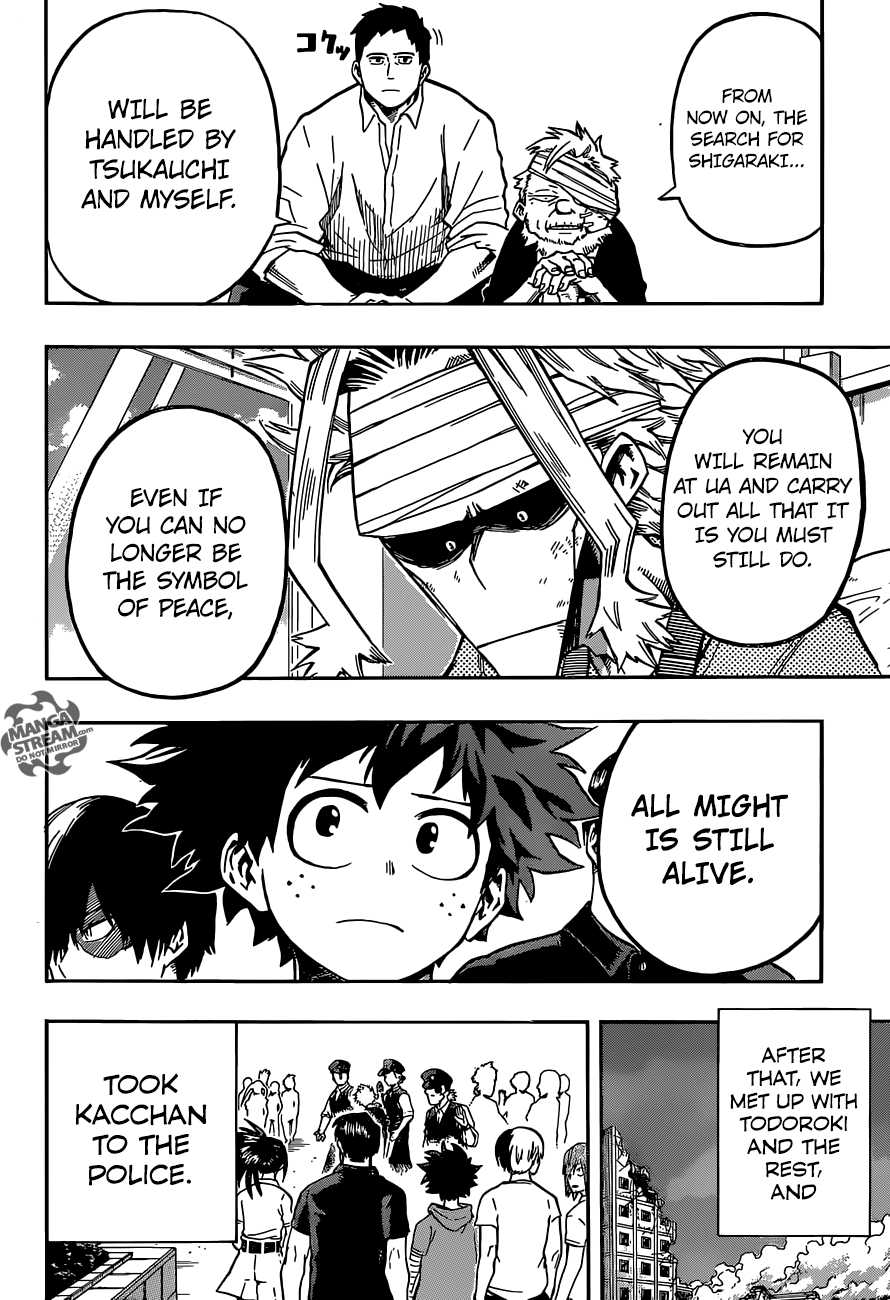 コクッ
FROM
NOW ON, THE
SEARCH FOR
SHIGARAKI...
WILL BE
HANDLED BY
TSUKAUCHI
AND MYSELF.
YOU
WILL REMAIN
AT UA AND CARRY
OUT ALL THAT IT
IS YOU MUST
STILL DO.
EVEN IF
YOU CAN NO
LONGER BE
THE SYMBOL
OF PEACE,
MANGA
STREAM.COM
DO NOT MIRROR
ALL MIGHT
IS STILL
ALIVE.
AFTER
THAT, WE
MET UP WITH
TODOROKI
AND THE
REST,
AND
TOOK
KACCHAN
TO THE
POLICE.